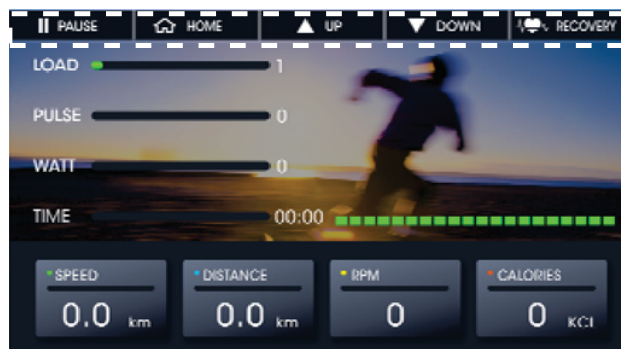 PAUSE HOME UP DOWN RECOVERY
LOAD 1
PULSE 0
WATT 0
TIME 00:00
SPEED DISTANCE RPM CALORIES
0.0 km 0.0 km 0 0 KCI